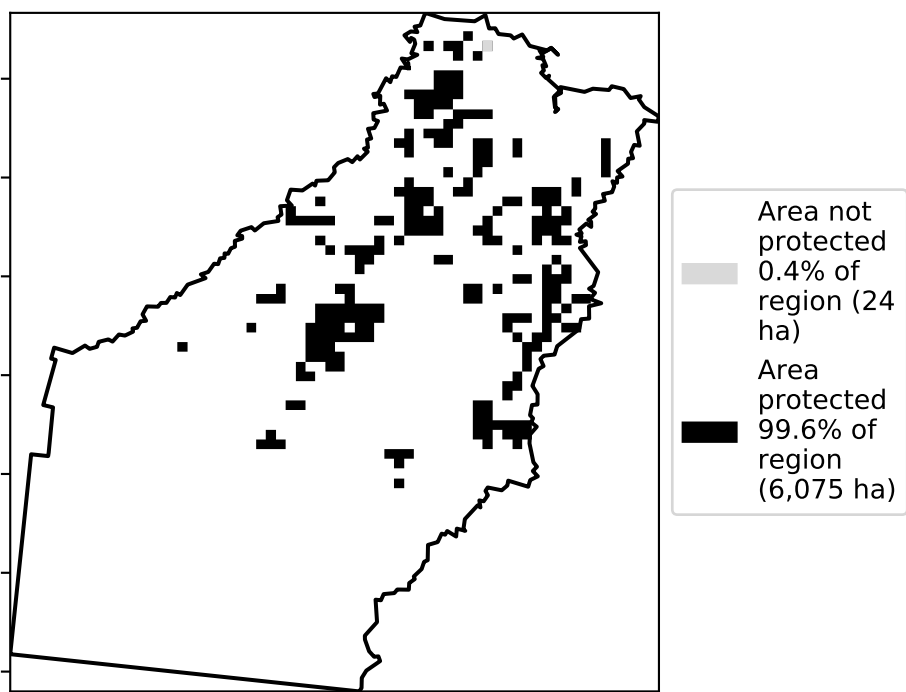 Area not
protected
0.4% of
region (24
ha)
Area
protected
99.6% of
region
(6,075 ha)